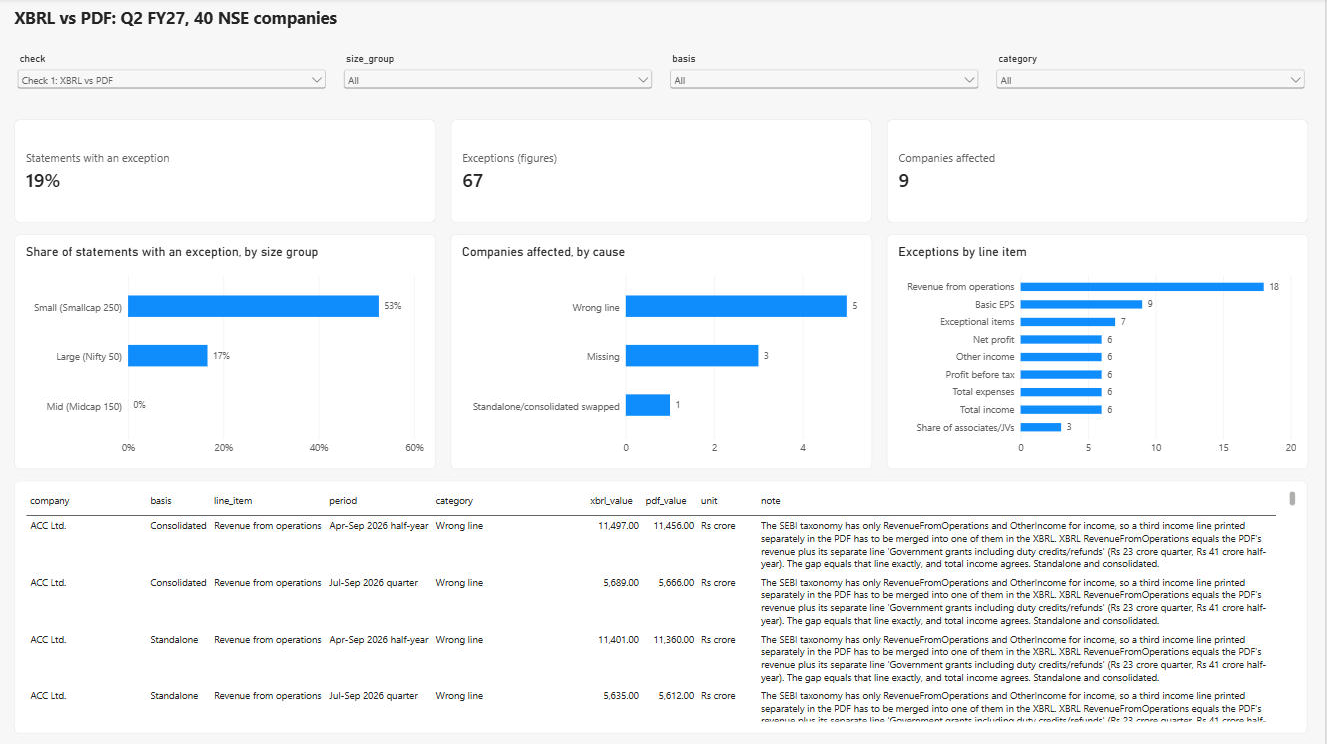 XBRL vs PDF: Q2 FY27, 40 NSE companies
check size_group basis category
Check 1: XBRL vs PDF All All All
Statements with an exception
19%
Exceptions (figures)
67
Companies affected
9
Share of statements with an exception, by size group
Small (Smallcap 250) 53%
Large (Nifty 50) 17%
Mid (Midcap 150) 0%
0% 20% 40% 60%
Companies affected, by cause
Wrong line 5
Missing 3
Standalone/consolidated swapped 1
0 2 4
Exceptions by line item
Revenue from operations 18
Basic EPS 9
Exceptional items 7
Net profit 6
Other income 6
Profit before tax 6
Total expenses 6
Total income 6
Share of associates/JVs 3
0 5 10 15 20
company basis line_item period category xbrl_value pdf_value unit note
ACC Ltd. Consolidated Revenue from operations Apr-Sep 2026 half-year Wrong line 11,497.00 11,456.00 Rs crore The SEBI taxonomy has only RevenueFromOperations and OtherIncome for income, so a third income line printed
separately in the PDF has to be merged into one of them in the XBRL. XBRL RevenueFromOperations equals the PDF's
revenue plus its separate line 'Government grants including duty credits/refunds' (Rs 23 crore quarter, Rs 41 crore half-
year). The gap equals that line exactly, and total income agrees. Standalone and consolidated.
ACC Ltd. Consolidated Revenue from operations Jul-Sep 2026 quarter Wrong line 5,689.00 5,666.00 Rs crore The SEBI taxonomy has only RevenueFromOperations and OtherIncome for income, so a third income line printed
separately in the PDF has to be merged into one of them in the XBRL. XBRL RevenueFromOperations equals the PDF's
revenue plus its separate line 'Government grants including duty credits/refunds' (Rs 23 crore quarter, Rs 41 crore half-
year). The gap equals that line exactly, and total income agrees. Standalone and consolidated.
ACC Ltd. Standalone Revenue from operations Apr-Sep 2026 half-year Wrong line 11,401.00 11,360.00 Rs crore The SEBI taxonomy has only RevenueFromOperations and OtherIncome for income, so a third income line printed
separately in the PDF has to be merged into one of them in the XBRL. XBRL RevenueFromOperations equals the PDF's
revenue plus its separate line 'Government grants including duty credits/refunds' (Rs 23 crore quarter, Rs 41 crore half-
year). The gap equals that line exactly, and total income agrees. Standalone and consolidated.
ACC Ltd. Standalone Revenue from operations Jul-Sep 2026 quarter Wrong line 5,635.00 5,612.00 Rs crore The SEBI taxonomy has only RevenueFromOperations and OtherIncome for income, so a third income line printed
separately in the PDF has to be merged into one of them in the XBRL. XBRL RevenueFromOperations equals the PDF's
revenue plus its separate line 'Government grants including duty credits/refunds' (Rs 23 crore quarter, Rs 41 crore half-